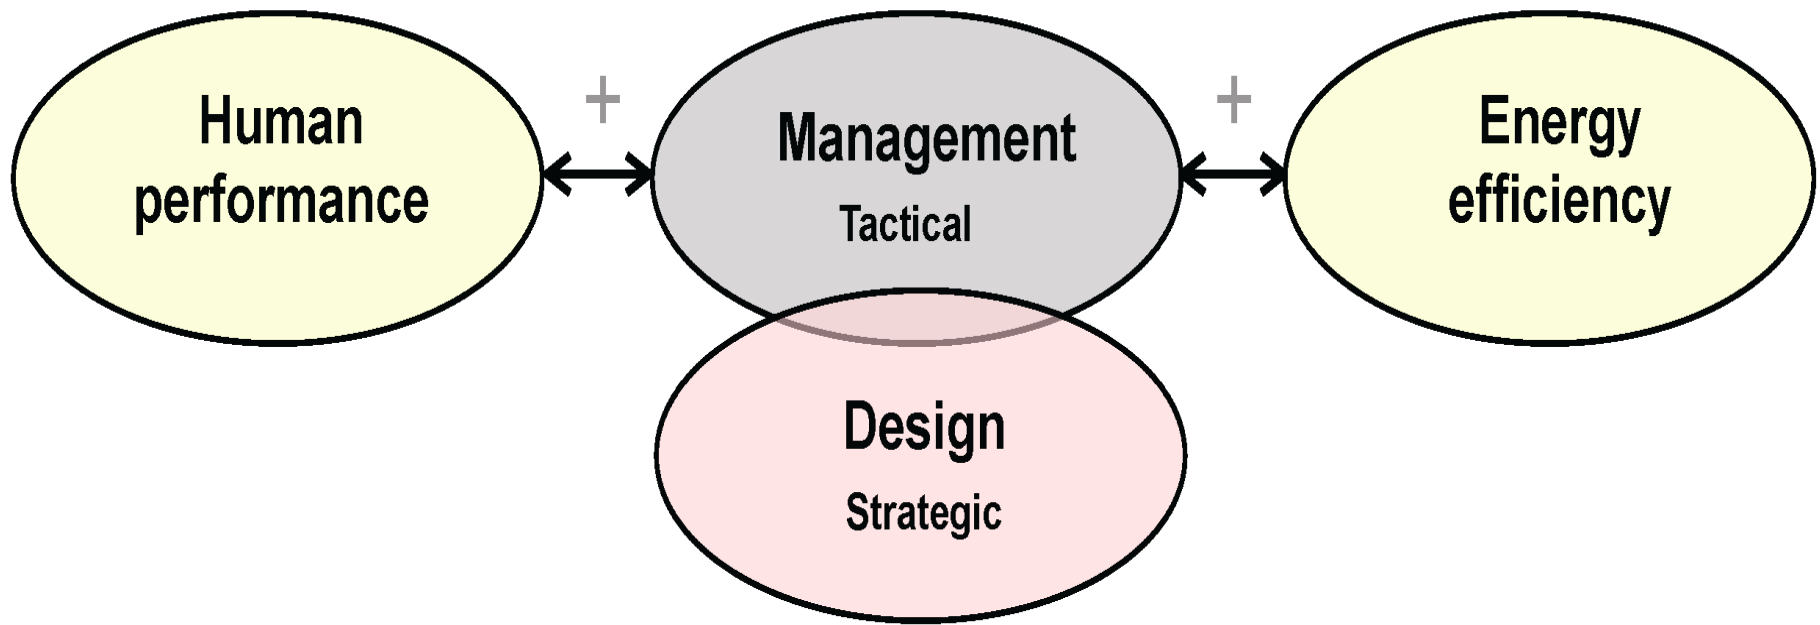 Human
performance
+
Management
Tactical
+
Energy
efficiency
Design
Strategic